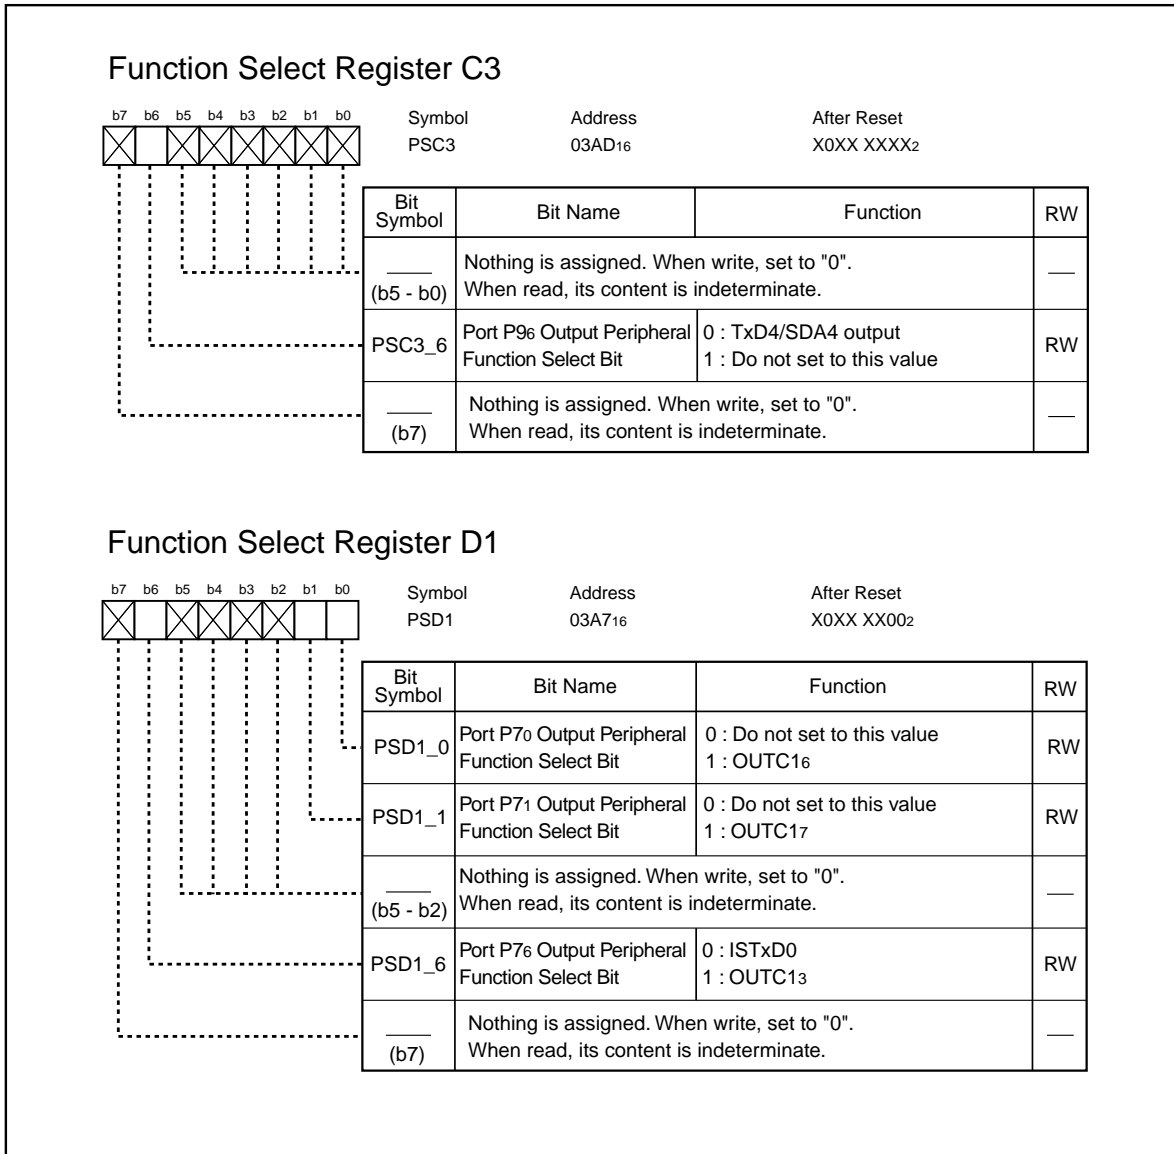 Function Select Register C3
b7 b6 b5 b4 b3 b2 b1 b0
Symbol Address After Reset
PSC3 03AD16 X0XX XXXX2
Bit Symbol Bit Name Function RW
(b5 - b0) Nothing is assigned. When write, set to "0".
When read, its content is indeterminate.
PSC3_6 Port P96 Output Peripheral 0 : TxD4/SDA4 output RW
Function Select Bit 1 : Do not set to this value
(b7) Nothing is assigned. When write, set to "0".
When read, its content is indeterminate.
Function Select Register D1
b7 b6 b5 b4 b3 b2 b1 b0
Symbol Address After Reset
PSD1 03A716 X0XX XX002
Bit Symbol Bit Name Function RW
PSD1_0 Port P70 Output Peripheral 0 : Do not set to this value RW
Function Select Bit 1 : OUTC16
PSD1_1 Port P71 Output Peripheral 0 : Do not set to this value RW
Function Select Bit 1 : OUTC17
(b5 - b2) Nothing is assigned. When write, set to "0".
When read, its content is indeterminate.
PSD1_6 Port P76 Output Peripheral 0 : ISTxD0 RW
Function Select Bit 1 : OUTC13
(b7) Nothing is assigned. When write, set to "0".
When read, its content is indeterminate.